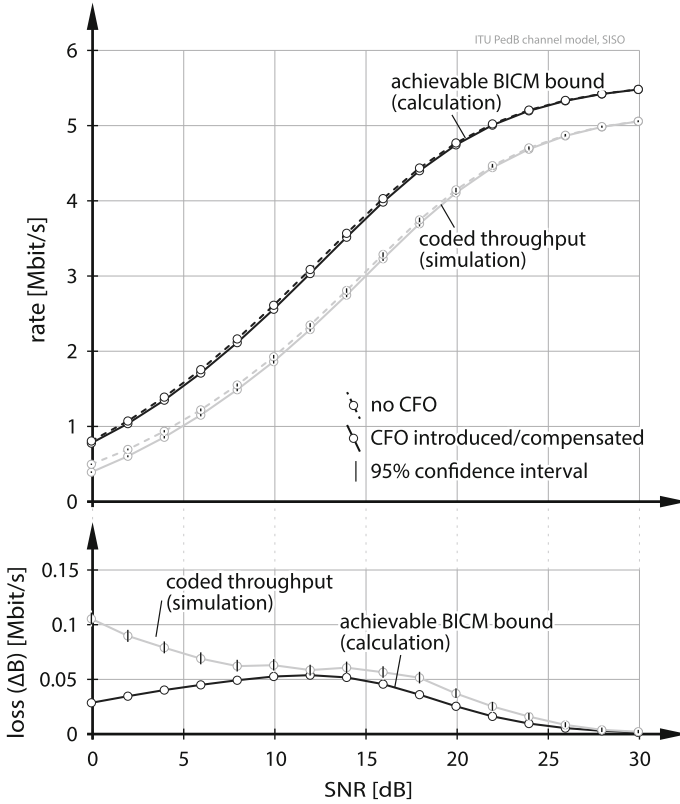 ITU PedB channel model, SISO
6
5
4
3
2
1
0
rate [Mbit/s]
achievable BICM bound
(calculation)
coded throughput
(simulation)
no CFO
CFO introduced/compensated
95% confidence interval
0.15
0.1
0.05
0
loss (ΔB) [Mbit/s]
coded throughput
(simulation)
achievable BICM bound
(calculation)
0
5
10
15
20
25
30
SNR [dB]